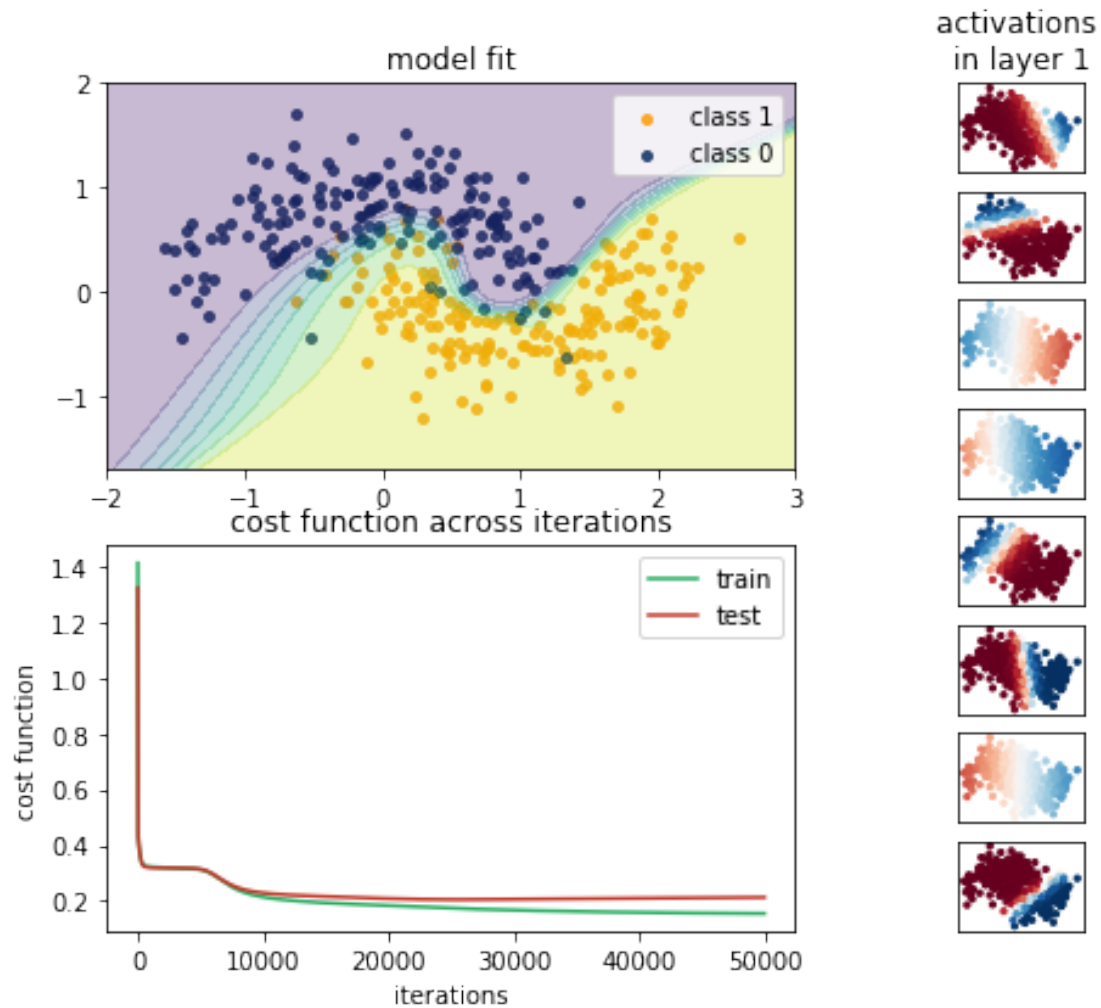 model fit
2
1
0
−1
−2
−1
0
1
2
3
class 1
class 0
cost function across iterations
1.4
1.2
1.0
0.8
0.6
0.4
0.2
cost function
0
10000
20000
30000
40000
50000
iterations
train
test
activations
in layer 1